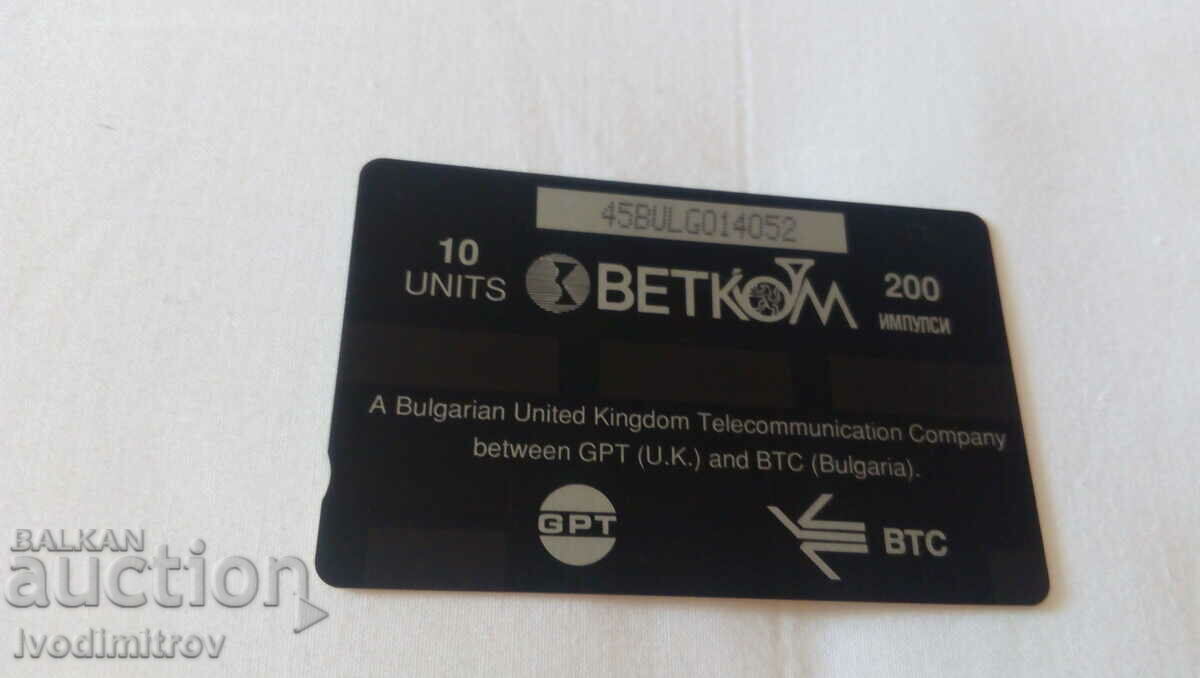 45BULG014052
10 UNITS
BETKOM
200 ИМПУЛСИ
A Bulgarian United Kingdom Telecommunication Company
between GPT (U.K.) and BTC (Bulgaria).
GPT
BTC
BALKAN
auction
Ivodimitrov